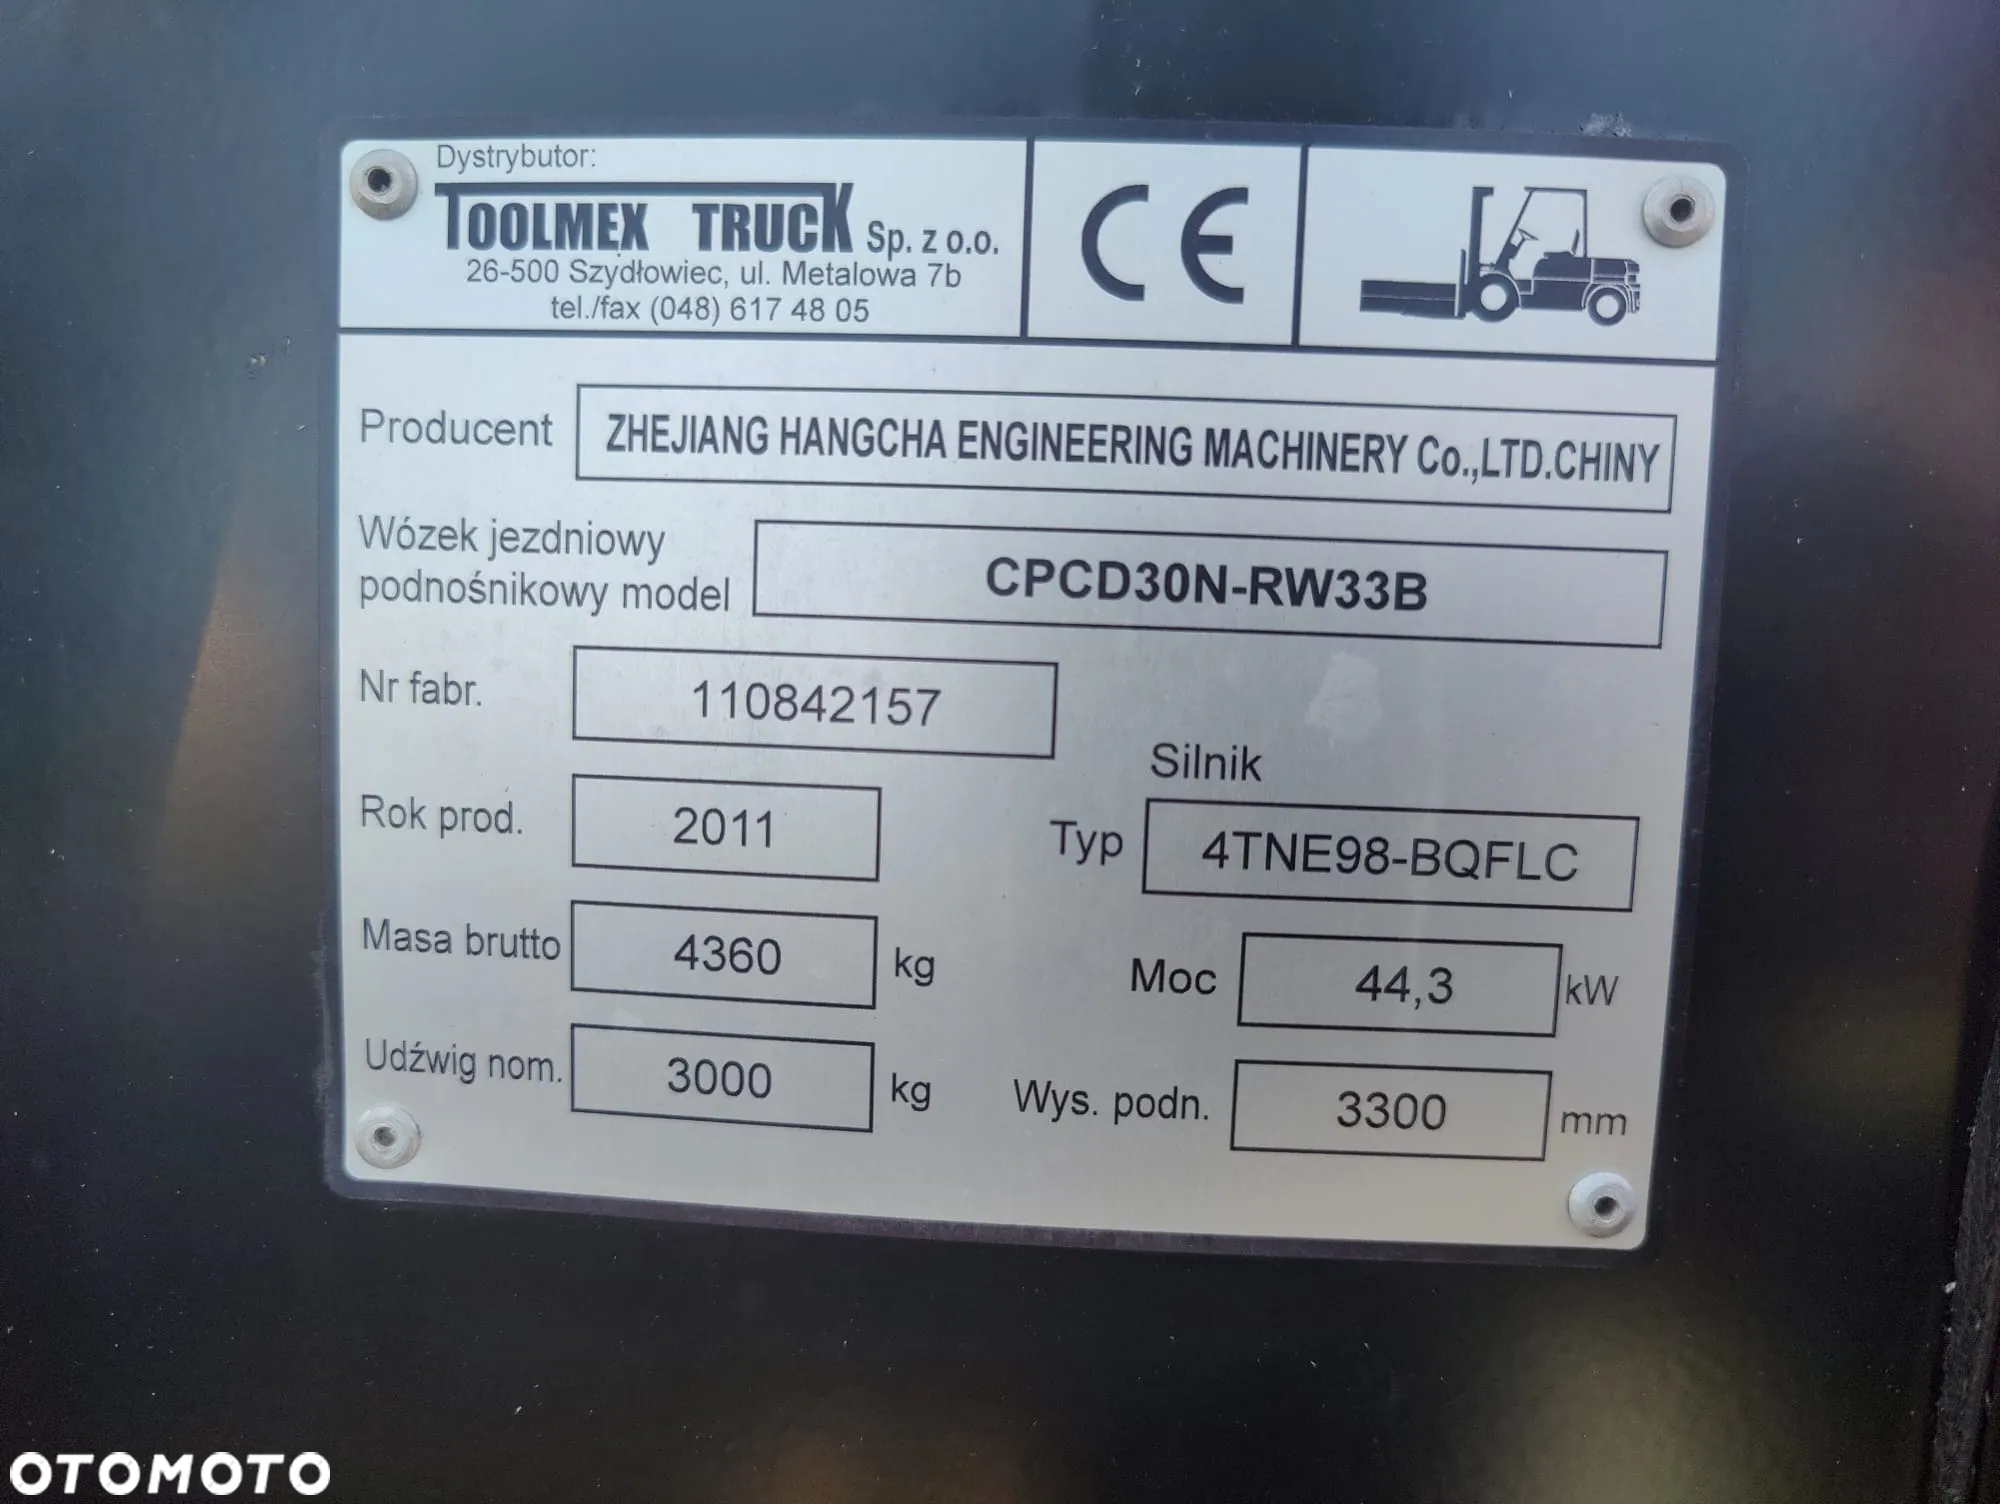 Dystrybutor:
TOOLMEX TRUCK Sp. z o.o.
26-500 Szydłowiec, ul. Metalowa 7b
tel./fax (048) 617 48 05
CE
Producent ZHEJIANG HANGCHA ENGINEERING MACHINERY Co.,LTD.CHINY
Wózek jezdniowy
podnośnikowy model CPCD30N-RW33B
Nr fabr. 110842157
Silnik
Rok prod. 2011 Typ 4TNE98-BQFLC
Masa brutto 4360 kg Moc 44,3 kW
Udźwig nom. 3000 kg Wys. podn. 3300 mm
OTOMOTO